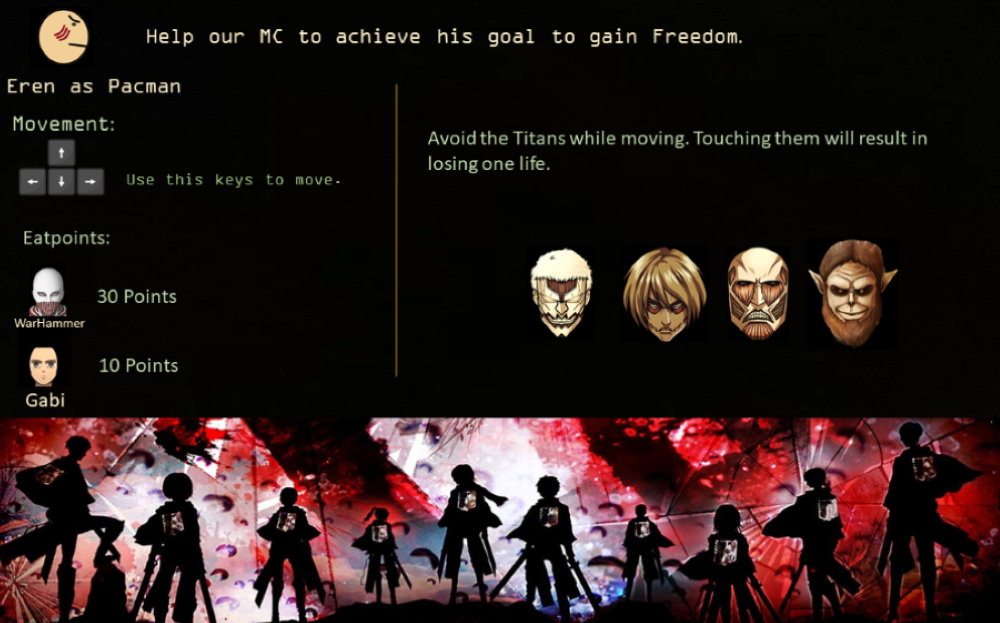 Help our MC to achieve his goal to gain Freedom.
Eren as Pacman
Movement:
↑
← ↓ →
Use this keys to move.
Eatpoints:
30 Points
WarHammer
10 Points
Gabi
Avoid the Titans while moving. Touching them will result in
losing one life.